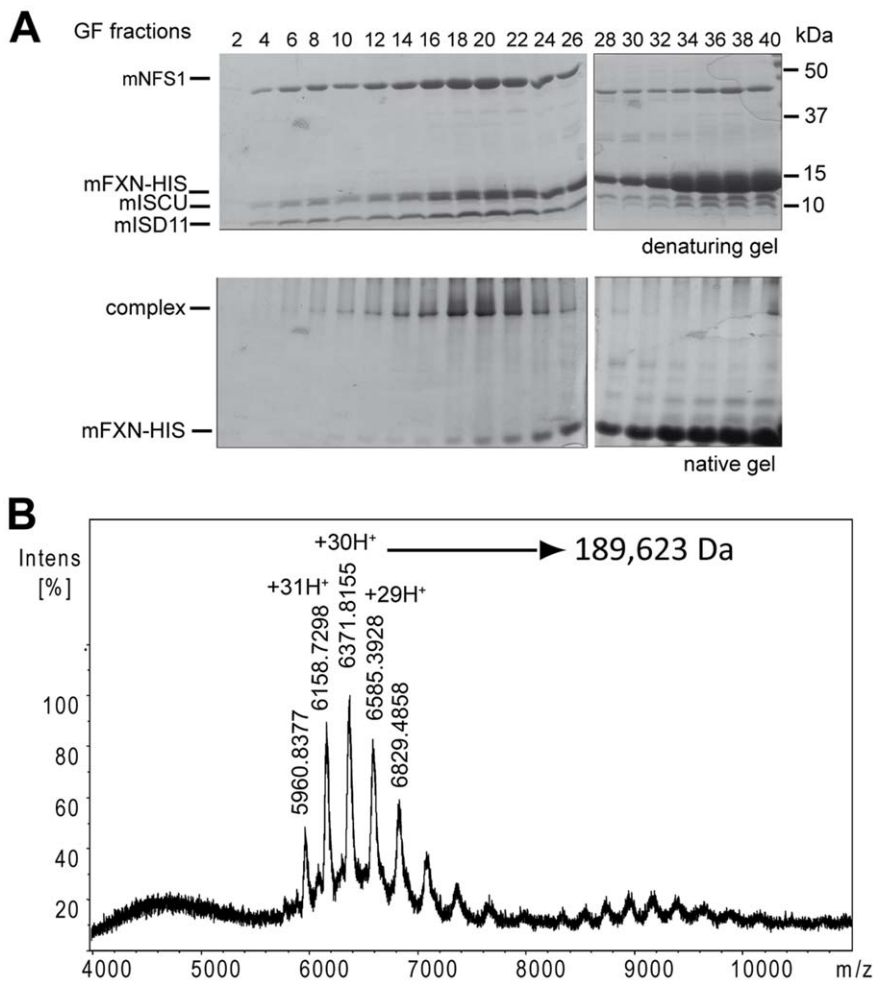 A
GF fractions 2 4 6 8 10 12 14 16 18 20 22 24 26 28 30 32 34 36 38 40 kDa
mNFS1 50
37
mFXN-HIS 15
mISCU 10
mISD11
denaturing gel
complex
mFXN-HIS
native gel
B
Intens
[%]
+30H⁺ 189,623 Da
+31H⁺ +29H⁺
5960.8377
6158.7298
6371.8155
6585.3928
6829.4858
100
80
60
40
20
4000 5000 6000 7000 8000 9000 10000 m/z